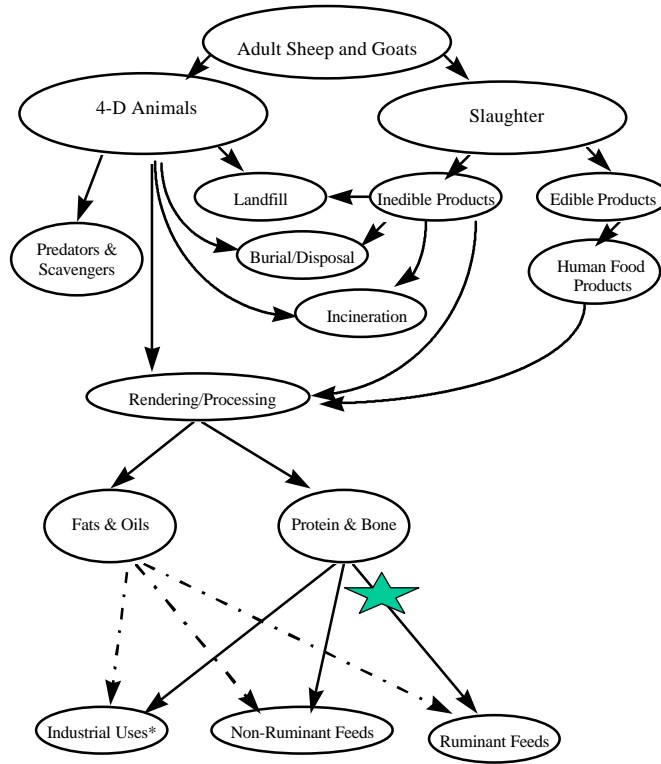 Adult Sheep and Goats
4-D Animals
Slaughter
Landfill
Inedible Products
Edible Products
Predators &
Scavengers
Burial/Disposal
Human Food
Products
Incineration
Rendering/Processing
Fats & Oils
Protein & Bone
Industrial Uses*
Non-Ruminant Feeds
Ruminant Feeds